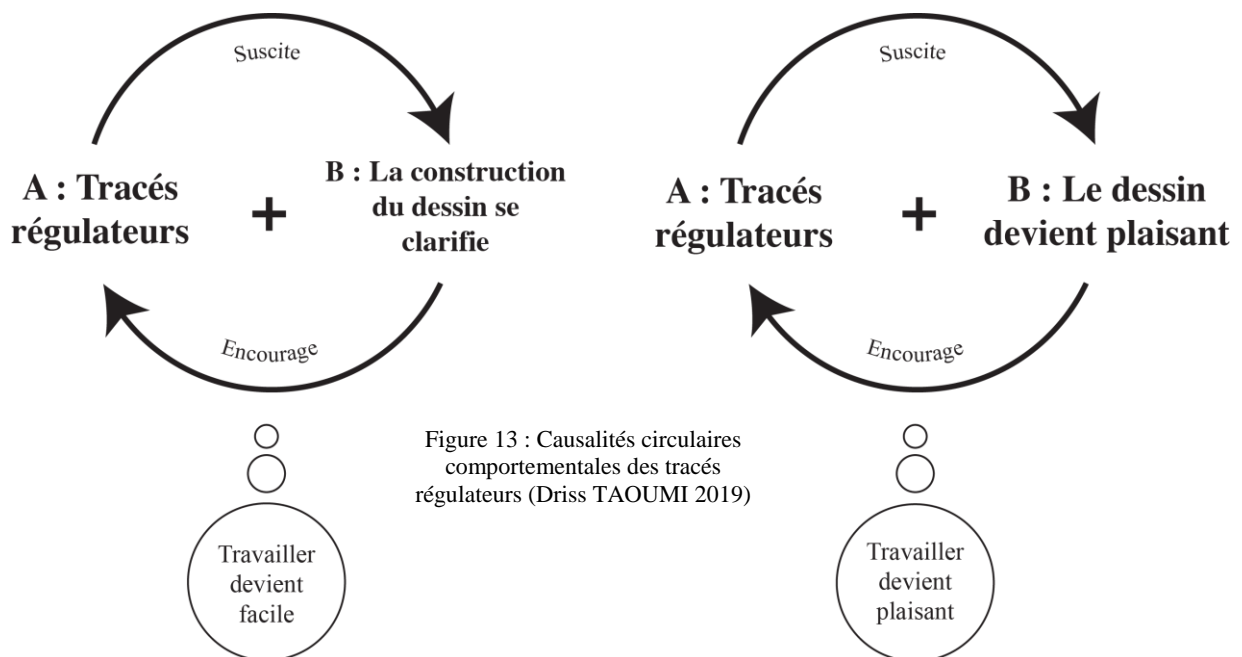 Suscite
A : Tracés
régulateurs
+
B : La construction
du dessin se
clarifie
Encourage
Travailler
devient
facile
Suscite
A : Tracés
régulateurs
+
B : Le dessin
devient plaisant
Encourage
Travailler
devient
plaisant
Figure 13 : Causalités circulaires
comportementales des tracés
régulateurs (Driss TAOUMI 2019)